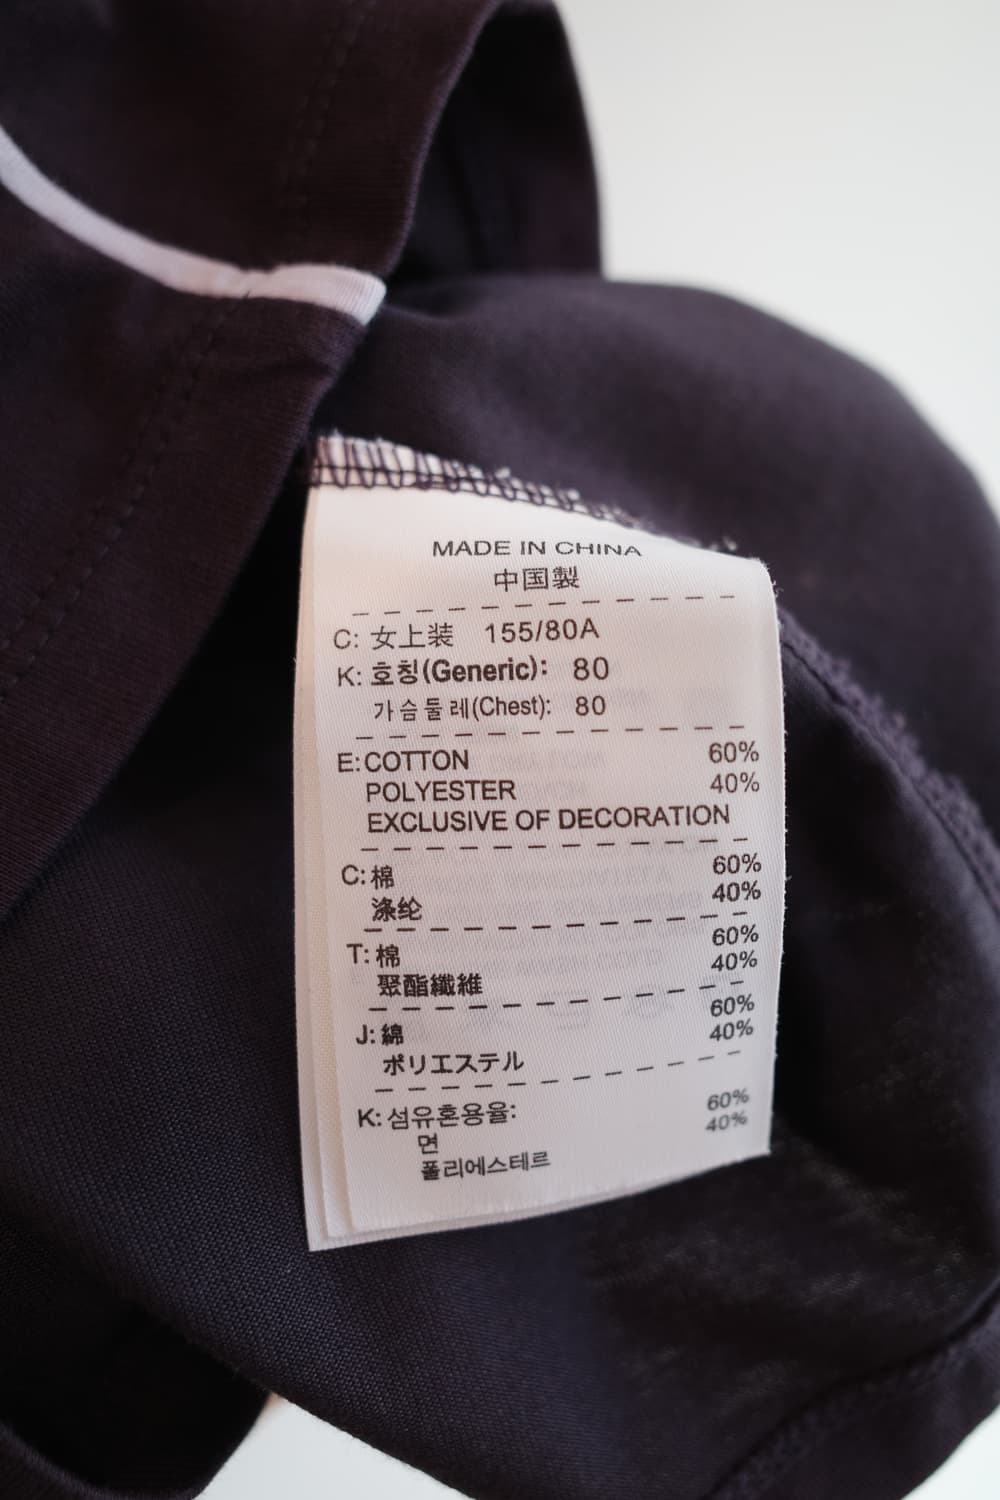 MADE IN CHINA
中国製
C: 女上装 155/80A
K: 호칭(Generic): 80
가슴둘레(Chest): 80
E: COTTON 60%
POLYESTER 40%
EXCLUSIVE OF DECORATION
C: 棉 60%
涤纶 40%
T: 棉 60%
聚酯纖維 40%
J: 綿 60%
ポリエステル 40%
K: 섬유혼용율:
면 60%
폴리에스테르 40%